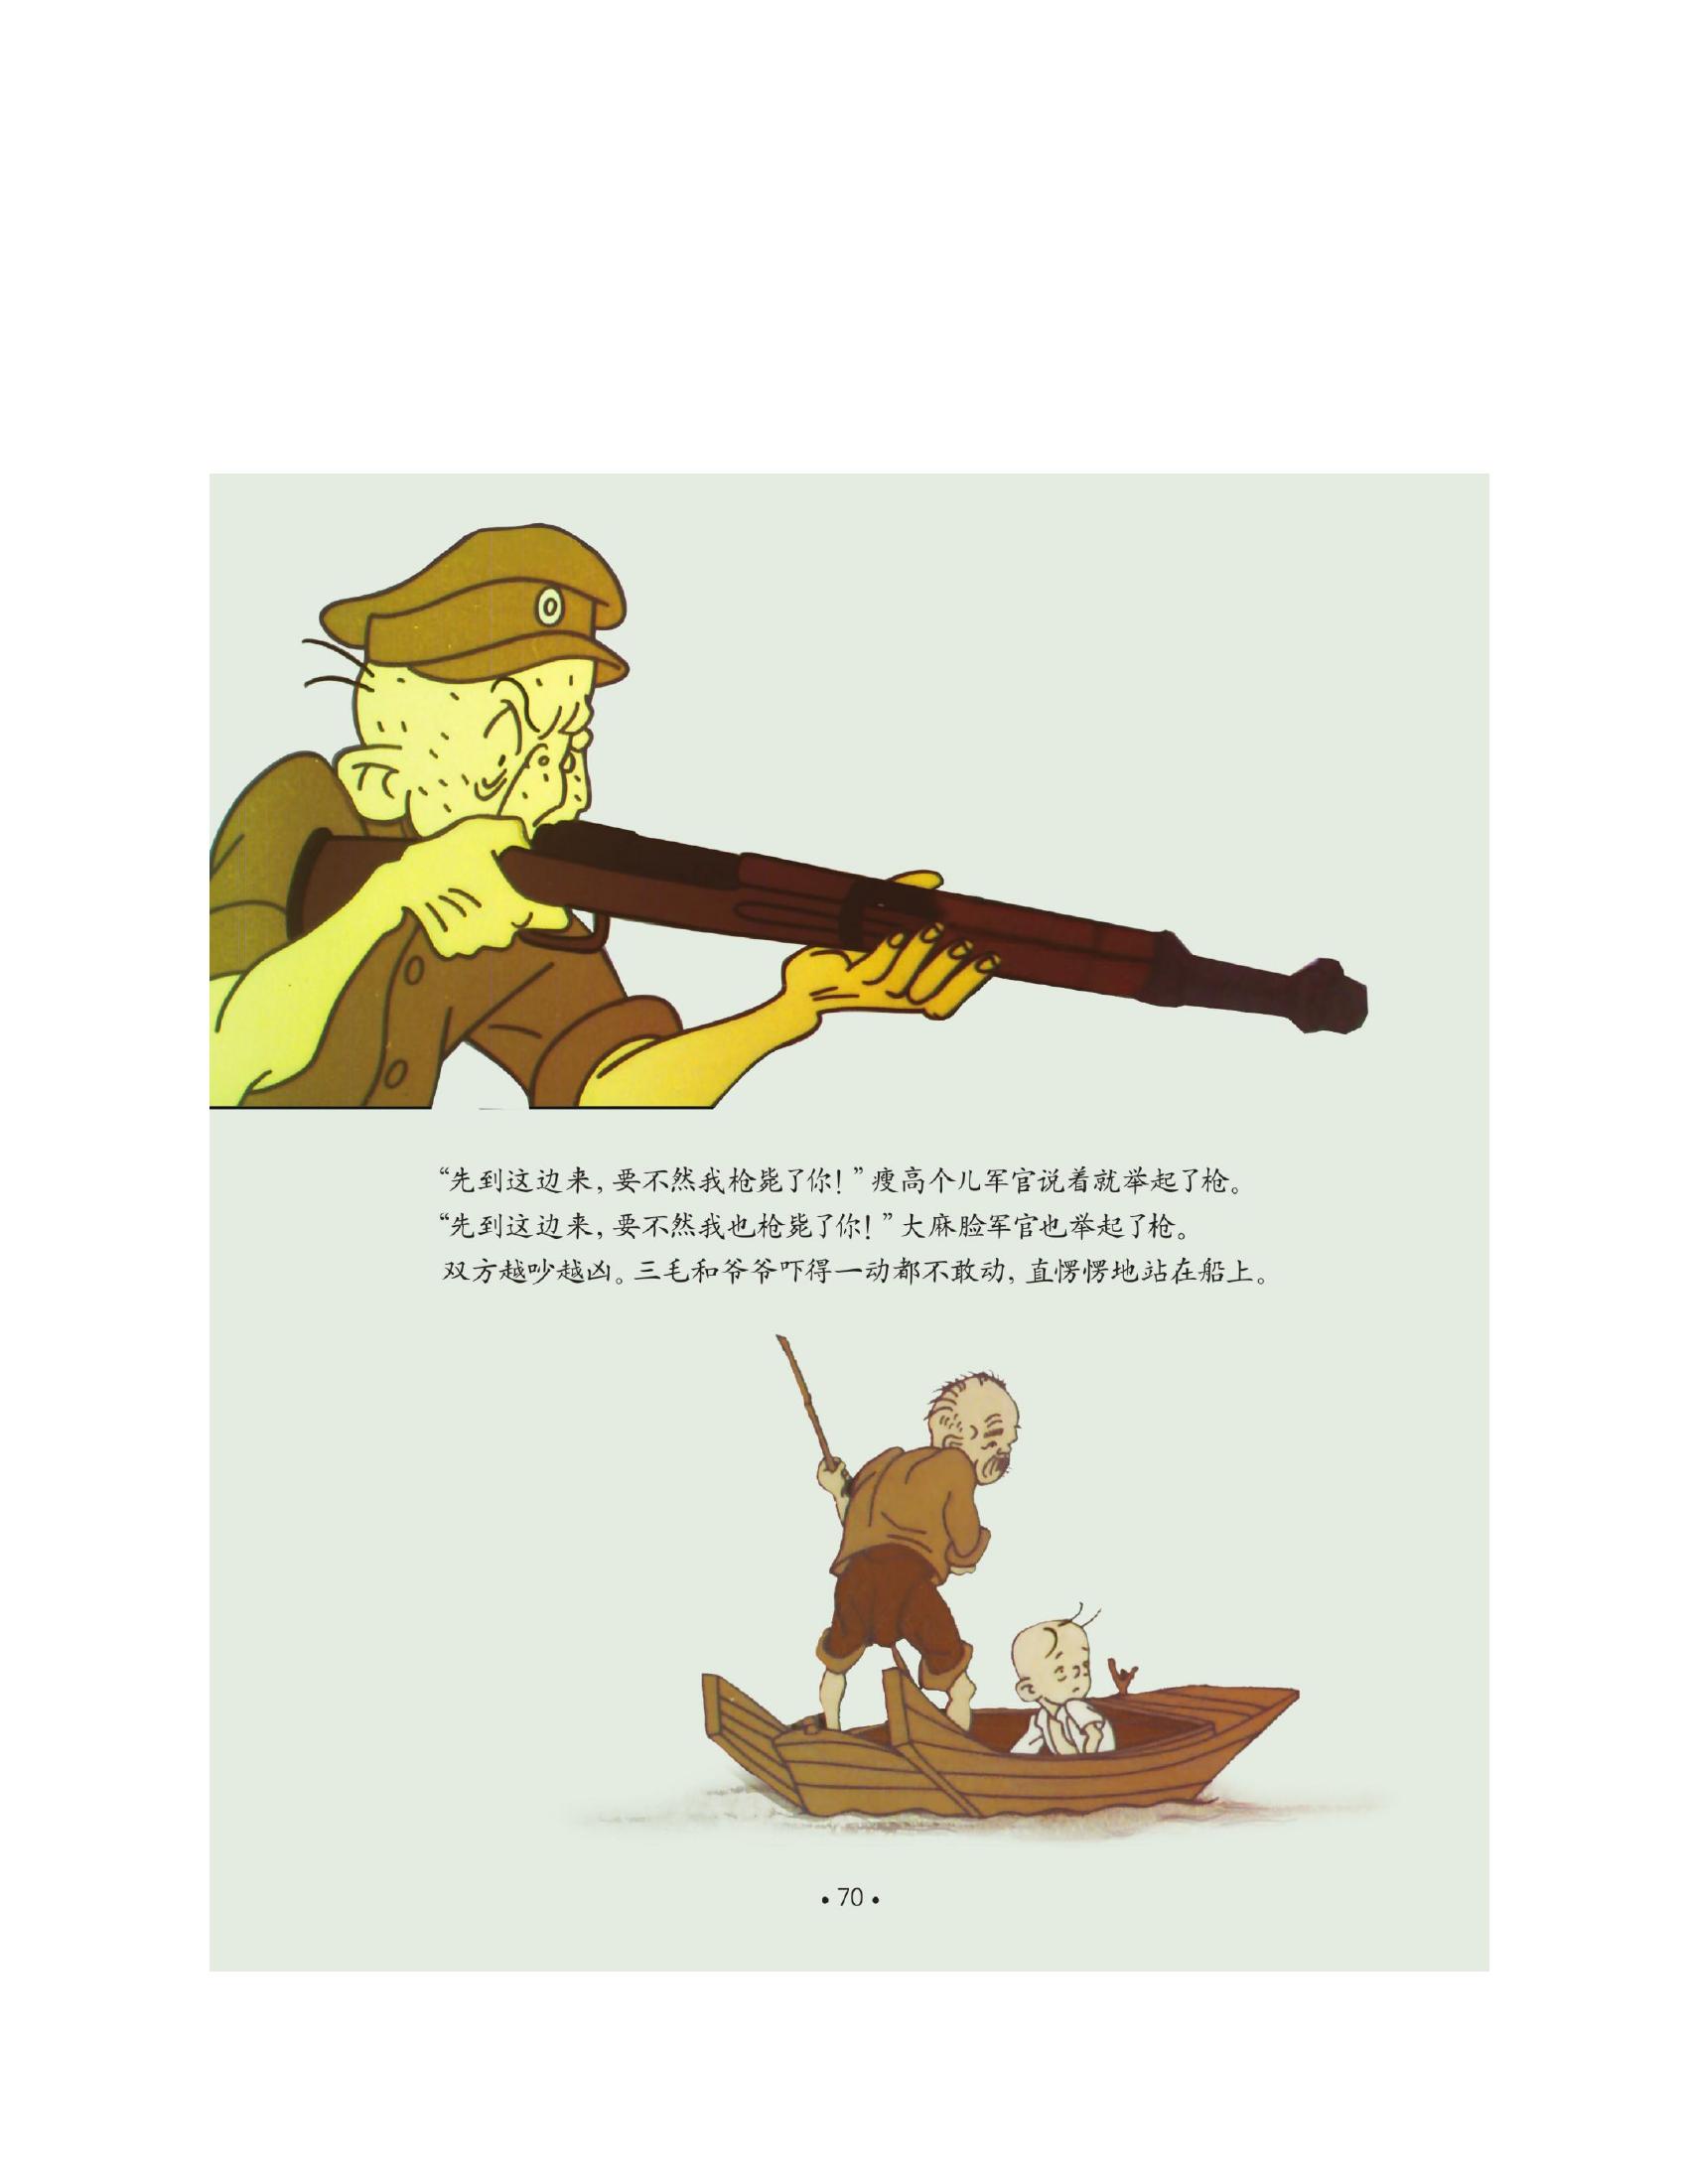 “先到这边来，要不然我枪毙了你！”瘦高个儿军官说着就举起了枪。
“先到这边来，要不然我也枪毙了你！”大麻脸军官也举起了枪。
双方越吵越凶。三毛和爷爷吓得一动都不敢动，直愣愣地站在船上。
• 70 •